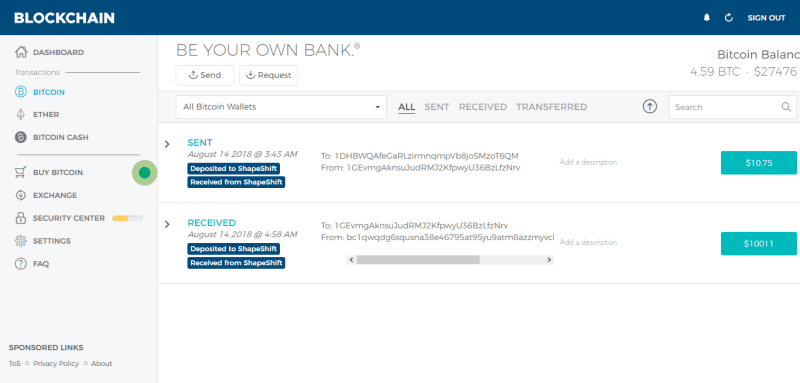 BLOCKCHAIN
SIGN OUT
DASHBOARD
Transactions
BITCOIN
ETHER
BITCOIN CASH
BUY BITCOIN
EXCHANGE
SECURITY CENTER
SETTINGS
FAQ
SPONSORED LINKS
ToS Privacy Policy About
BE YOUR OWN BANK.®
Send Request
Bitcoin Balanc
4.59 BTC · $27476
All Bitcoin Wallets ALL SENT RECEIVED TRANSFERRED Search
SENT
August 14 2018 @ 3:43 AM
Deposited to ShapeShift
Received from ShapeShift
To: 1DHBWQAfeGaRLzirmnqmpVb8joSMzoT6QM
From: 1GEvmgAknsuJudRMJ2KfpwyU36BzLfzNrv
Add a description
$10.75
RECEIVED
August 14 2018 @ 4:58 AM
Deposited to ShapeShift
Received from ShapeShift
To: 1GEvmgAknsuJudRMJ2KfpwyU36BzLfzNrv
From: bc1qwqdg6squsna38e46795at95yu9atm8azzmyvcl
Add a description
$10011